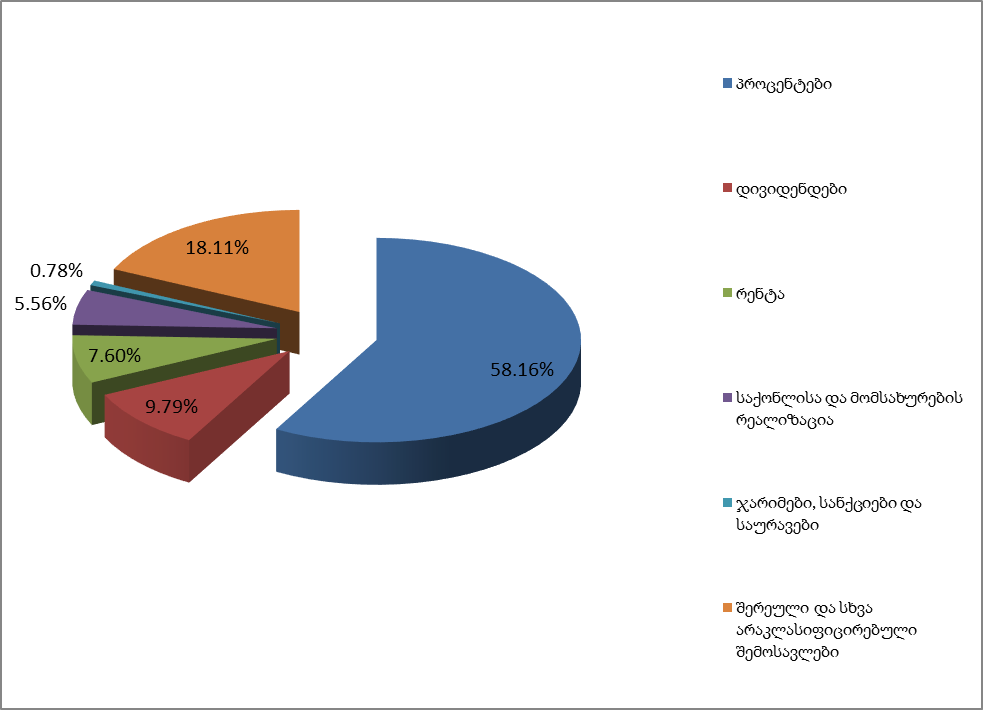 პროცენტები
დივიდენდები
რენტა
საქონლისა და მომსახურების
რეალიზაცია
ჯარიმები, სანქციები და
საურავები
შერეული და სხვა
არაკლასიფიცირებული
შემოსავლები
18.11%
0.78%
5.56%
7.60%
9.79%
58.16%